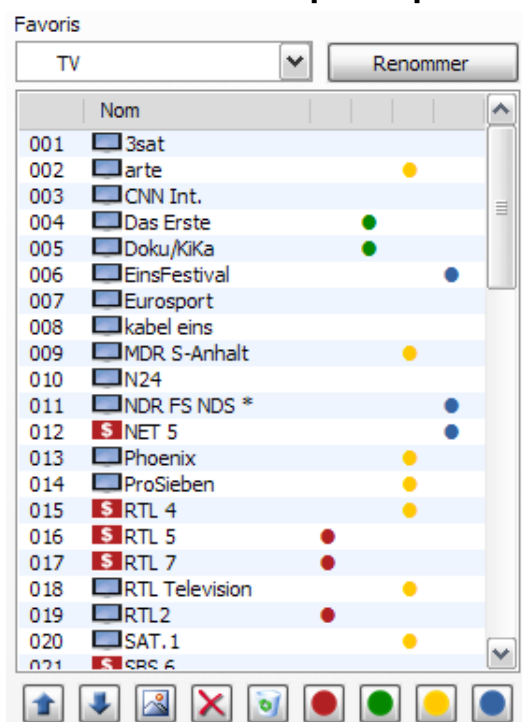 Favoris
TV
Renommer
Nom
001 3sat
002 arte
003 CNN Int.
004 Das Erste
005 Doku/KiKa
006 EinsFestival
007 Eurosport
008 kabel eins
009 MDR S-Anhalt
010 N24
011 NDR FS NDS *
012 $ NET 5
013 Phoenix
014 ProSieben
015 $ RTL 4
016 $ RTL 5
017 $ RTL 7
018 RTL Television
019 RTL2
020 SAT.1
021 $ SBS 6